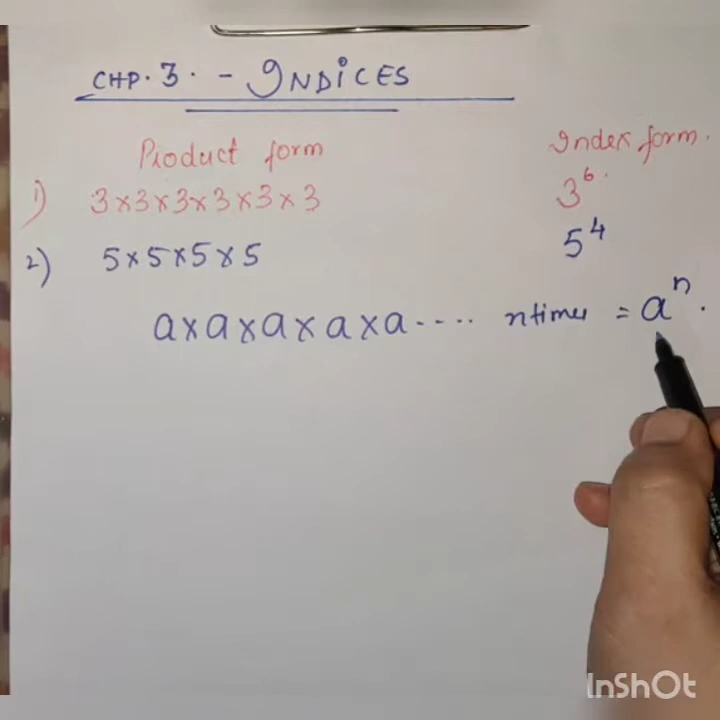 CHP. 3. - INDICES
Product form Index form.
1) 3×3×3×3×3×3 3⁶.
2) 5×5×5×5 5⁴
a×a×a×a×a..... n times = aⁿ.
InShOt